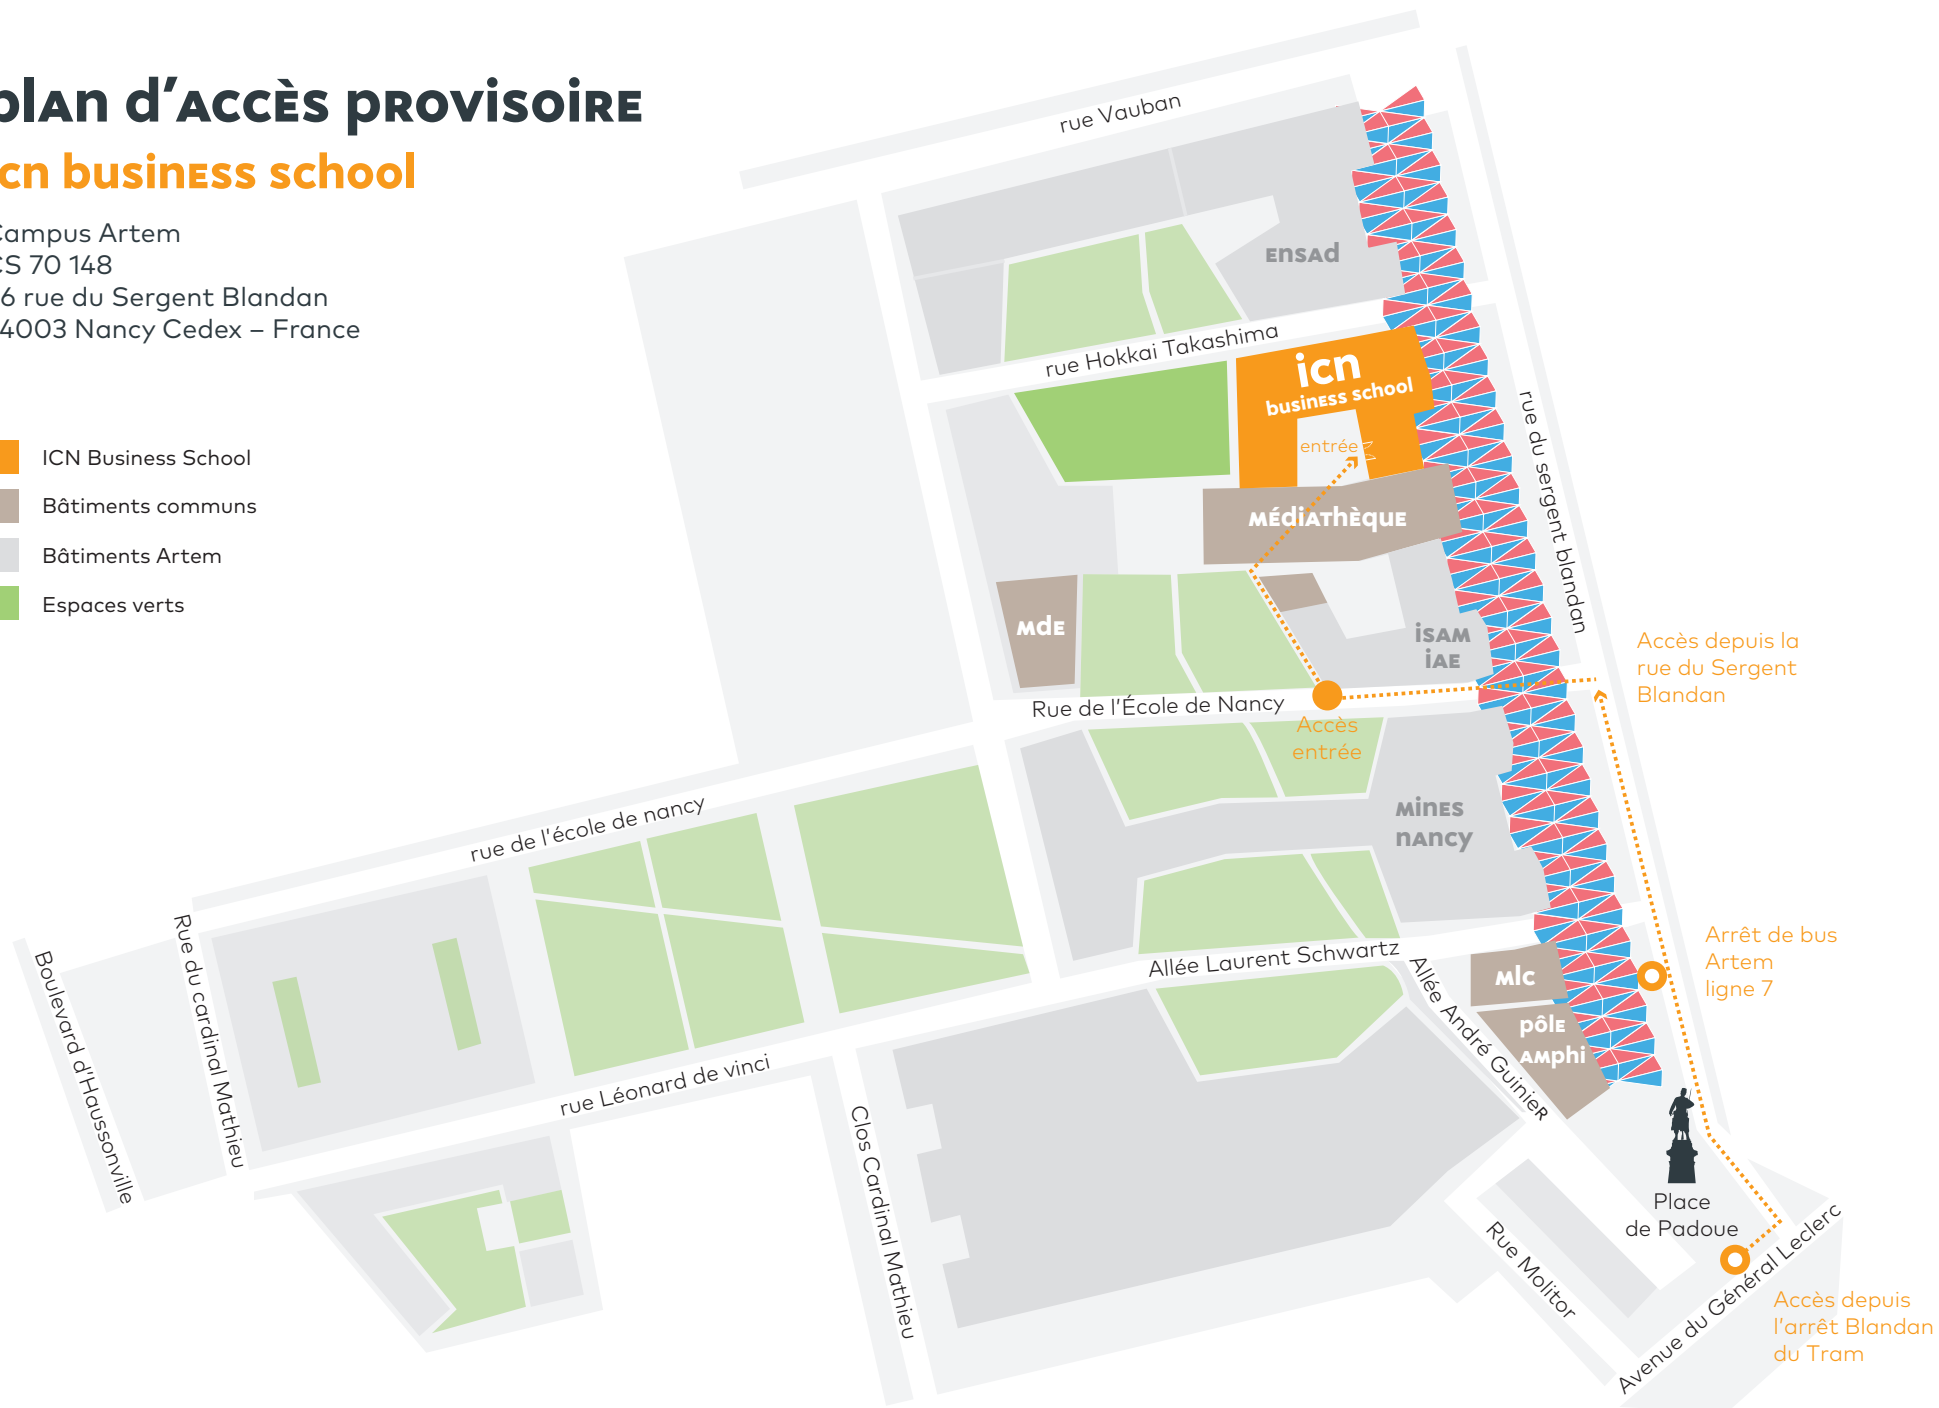 plan d'accès provisoire
cn business school
Campus Artem
CS 70 148
6 rue du Sergent Blandan
4003 Nancy Cedex – France
ICN Business School
Bâtiments communs
Bâtiments Artem
Espaces verts
rue Vauban
ensad
rue Hokkai Takashima
icn
business school
entrée
médiathèque
rue du sergent blandan
mde
isam
iae
Accès depuis la
rue du Sergent
Blandan
Rue de l'École de Nancy
Accès
entrée
mines
nancy
rue de l'école de nancy
Arrêt de bus
Artem
ligne 7
Allée Laurent Schwartz
Allée André Guinier
mlc
pôle
amphi
Boulevard d'Haussonville
Rue du cardinal Mathieu
rue Léonard de vinci
Clos Cardinal Mathieu
Place
de Padoue
Rue Molitor
Avenue du Général Leclerc
Accès depuis
l'arrêt Blandan
du Tram